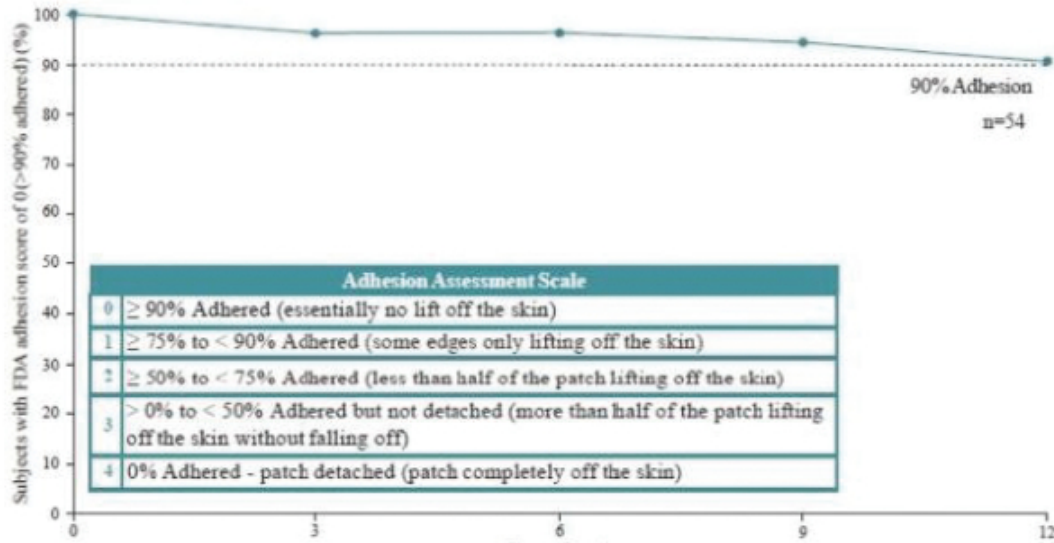 Subjects with FDA adhesion score of 0 (>90% adhered) (%)
100
90
80
70
60
50
40
30
20
10
0
90% Adhesion
n=54
Adhesion Assessment Scale
0 ≥ 90% Adhered (essentially no lift off the skin)
1 ≥ 75% to < 90% Adhered (some edges only lifting off the skin)
2 ≥ 50% to < 75% Adhered (less than half of the patch lifting off the skin)
3 > 0% to < 50% Adhered but not detached (more than half of the patch lifting
off the skin without falling off)
4 0% Adhered - patch detached (patch completely off the skin)
0 3 6 9 12